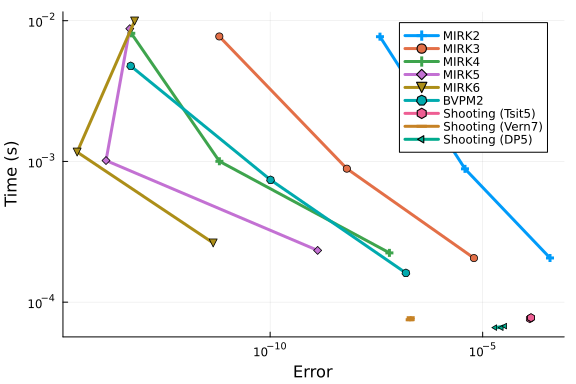 10⁻²
10⁻³
10⁻⁴
Time (s)
MIRK2
MIRK3
MIRK4
MIRK5
MIRK6
BVPM2
Shooting (Tsit5)
Shooting (Vern7)
Shooting (DP5)
10⁻¹⁰
10⁻⁵
Error